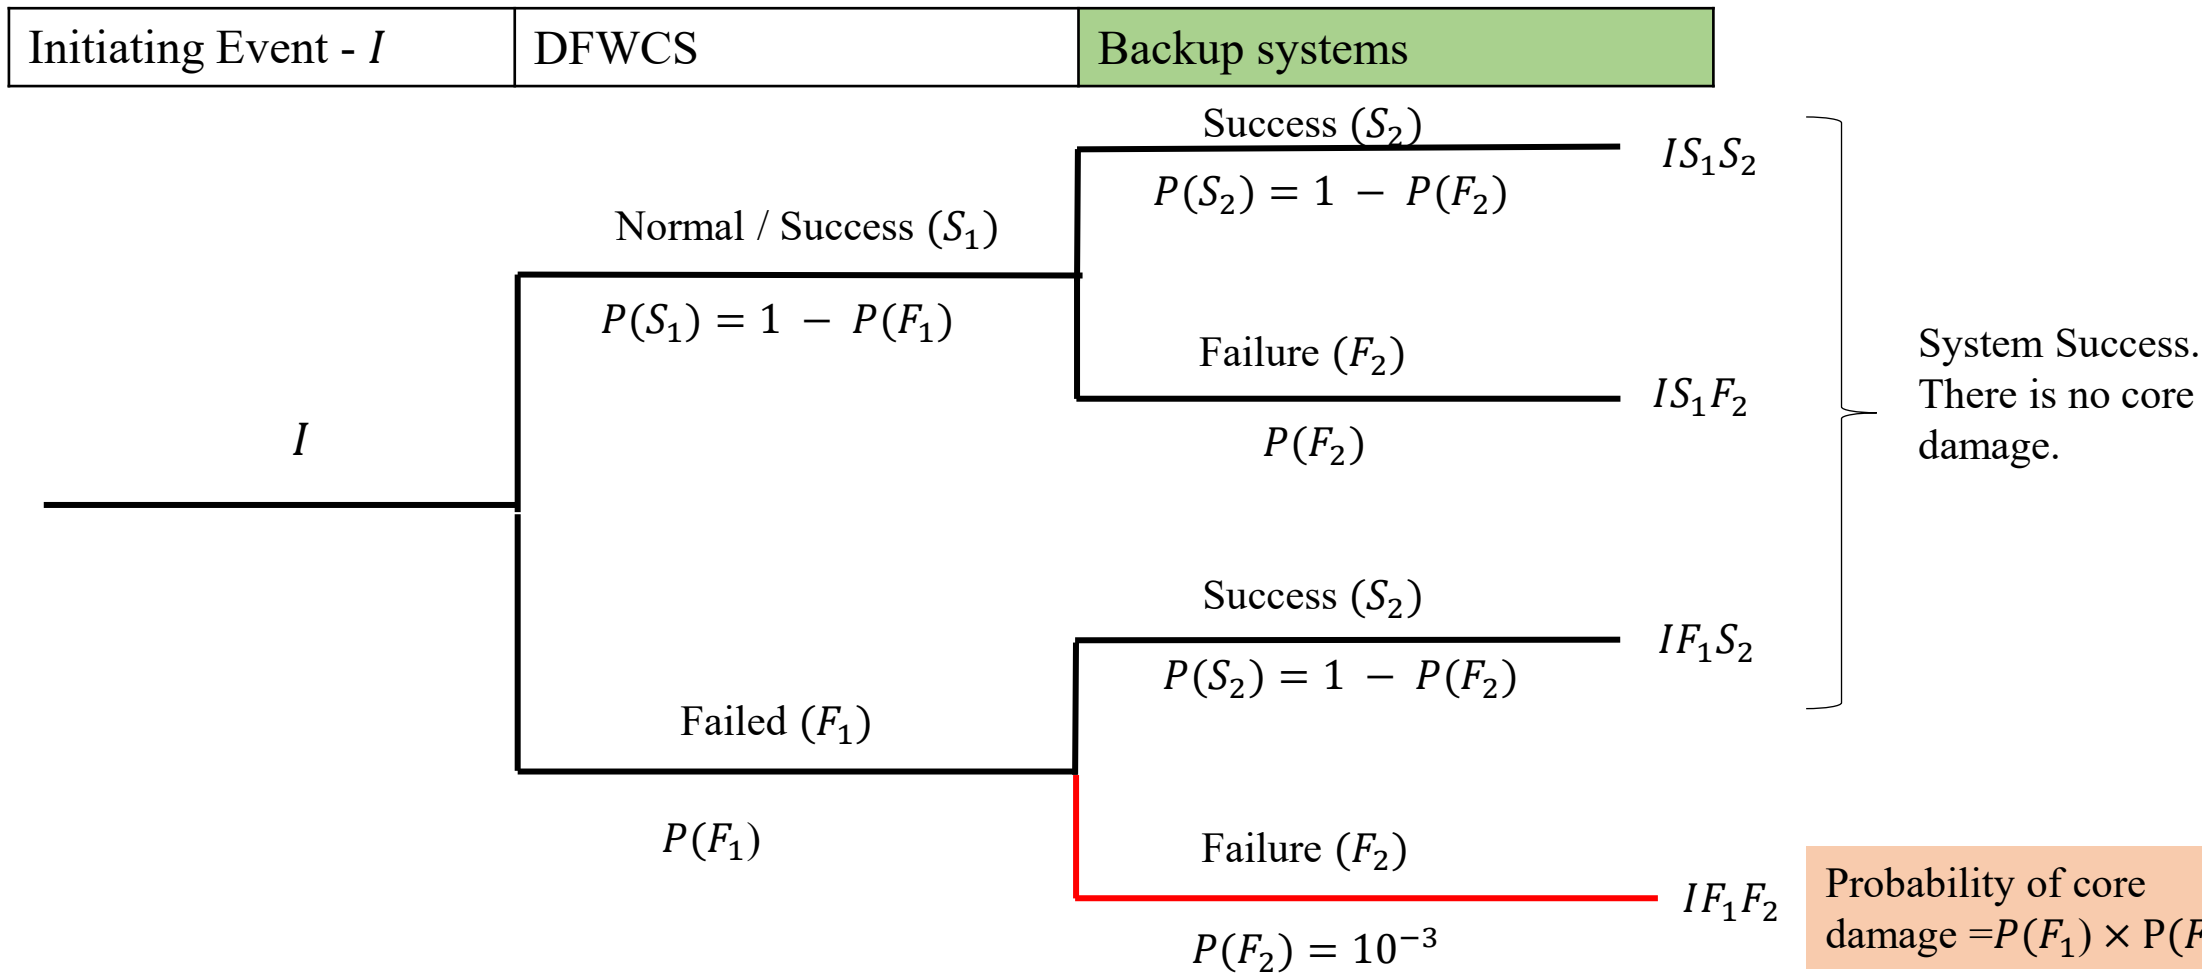 Initiating Event - I
DFWCS
Backup systems
Success (S₂)
IS₁S₂
P(S₂) = 1 − P(F₂)
Normal / Success (S₁)
P(S₁) = 1 − P(F₁)
Failure (F₂)
IS₁F₂
P(F₂)
System Success.
There is no core
damage.
I
Success (S₂)
IF₁S₂
P(S₂) = 1 − P(F₂)
Failed (F₁)
P(F₁)
Failure (F₂)
IF₁F₂
P(F₂) = 10⁻³
Probability of core
damage =P(F₁) × P(F